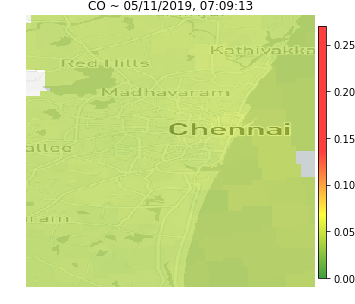 CO ~ 05/11/2019, 07:09:13
Kathivakka
Red Hills
Madhavaram
Chennai
allee
am
0.25
0.20
0.15
0.10
0.05
0.00